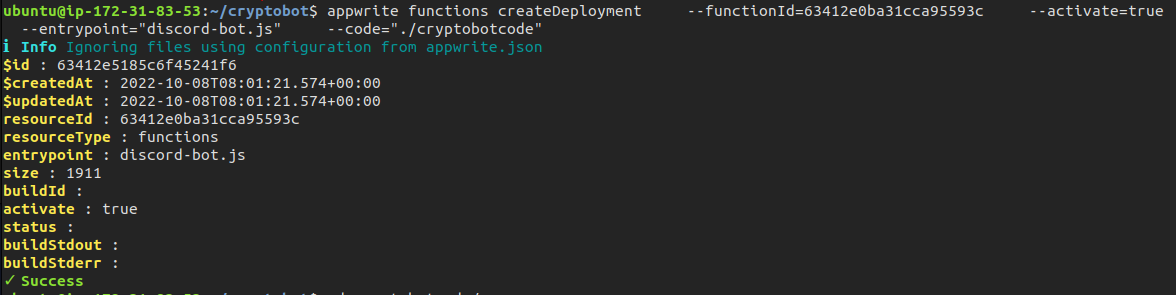 ubuntu@ip-172-31-83-53:~/cryptobot$ appwrite functions createDeployment     --functionId=63412e0ba31cca95593c     --activate=true
  --entrypoint="discord-bot.js"     --code="./cryptobotcode"
ℹ Info Ignoring files using configuration from appwrite.json
$id : 63412e5185c6f45241f6
$createdAt : 2022-10-08T08:01:21.574+00:00
$updatedAt : 2022-10-08T08:01:21.574+00:00
resourceId : 63412e0ba31cca95593c
resourceType : functions
entrypoint : discord-bot.js
size : 1911
buildId :
activate : true
status :
buildStdout :
buildStderr :
✓ Success